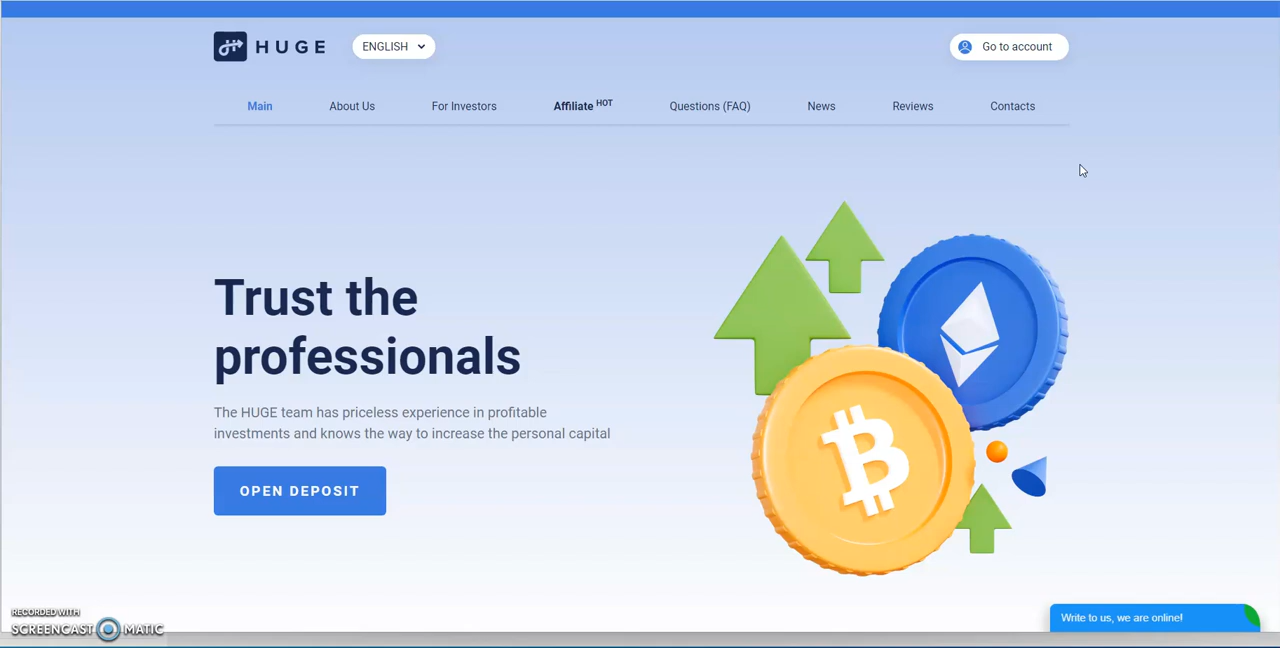 HUGE
ENGLISH
Go to account
Main
About Us
For Investors
Affiliate HOT
Questions (FAQ)
News
Reviews
Contacts
Trust the
professionals
The HUGE team has priceless experience in profitable
investments and knows the way to increase the personal capital
OPEN DEPOSIT
RECORDED WITH
SCREENCAST MATIC
Write to us, we are online!